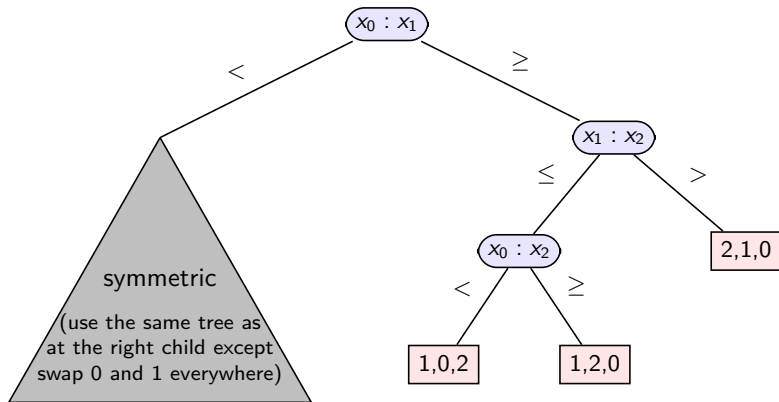 x₀ : x₁
<
≥
x₁ : x₂
≤
>
x₀ : x₂
2,1,0
symmetric
<
≥
(use the same tree as
at the right child except
swap 0 and 1 everywhere)
1,0,2
1,2,0